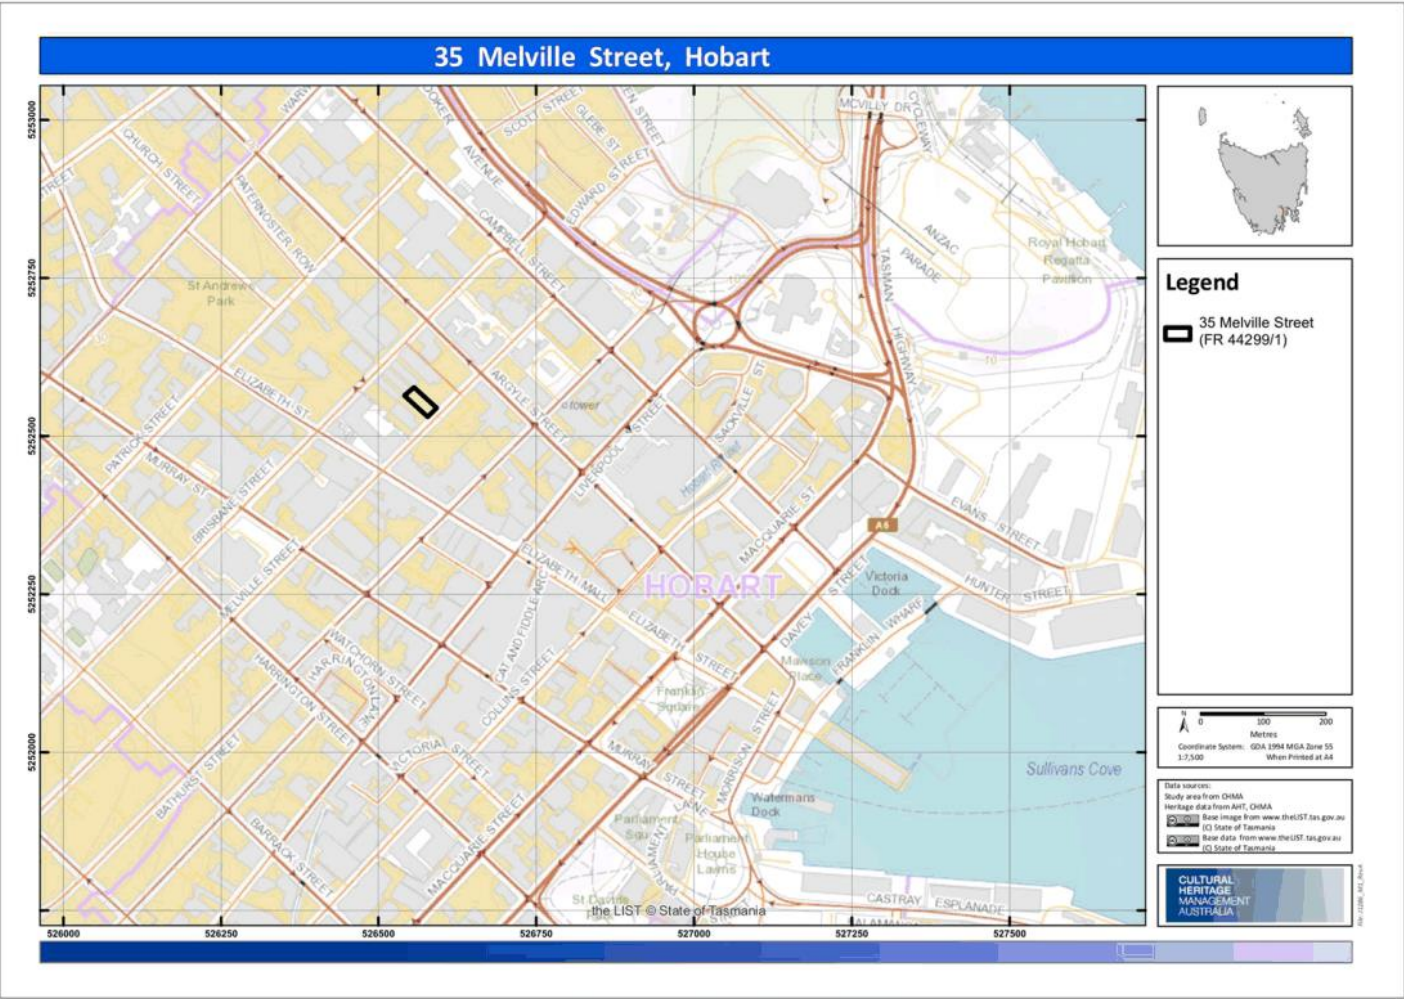 35 Melville Street, Hobart
5253000
5252750
5252500
5252250
5252000
526000
526250
526500
526750
527000
527250
527500
CHURCH STREET
PATERNOSTER ROW
St Andrews
Park
ELIZABETH ST
PATRICK STREET
MURRAY ST
BRISBANE STREET
MELVILLE STREET
HARRINGTON STREET
WATCHORN STREET
HARRINGTON LANE
VICTORIA STREET
BATHURST STREET
BARRACK STREET
MACQUARIE STREET
COLLINS STREET
CAT AND FIDDLE ARC
ELIZABETH MALL
ELIZABETH STREET
LIVERPOOL STREET
ARGYLE STREET
CAMPBELL STREET
AVENUE
SCOTT STREET
GLEBE ST
EDWARD STREET
MCVILLY DR
CYCLEWAY
ANZAC
PARADE
TASMAN
HIGHWAY
Royal Hobart
Regatta
Pavilion
10
10
tower
SACKVILLE ST
Hobart Rivulet
MACQUARIE ST
A6
EVANS STREET
HUNTER STREET
Victoria
Dock
DAVEY STREET
FRANKLIN WHARF
Mawson
Place
HOBART
Franklin
Square
MURRAY STREET
LANE
MORRISON STREET
Watermans
Dock
Parliament
House
Lawns
Sullivans Cove
CASTRAY ESPLANADE
the LIST © State of Tasmania
Legend
35 Melville Street
(FR 44299/1)
N
0 100 200
Metres
Coordinate System: GDA 1994 MGA Zone 55
1:7,500 When Printed at A4
Data sources:
Study area from CHMA
Heritage data from AHT, CHMA
Base image from www.theLIST.tas.gov.au
(C) State of Tasmania
Base data from www.theLIST.tas.gov.au
(C) State of Tasmania
CULTURAL
HERITAGE
MANAGEMENT
AUSTRALIA